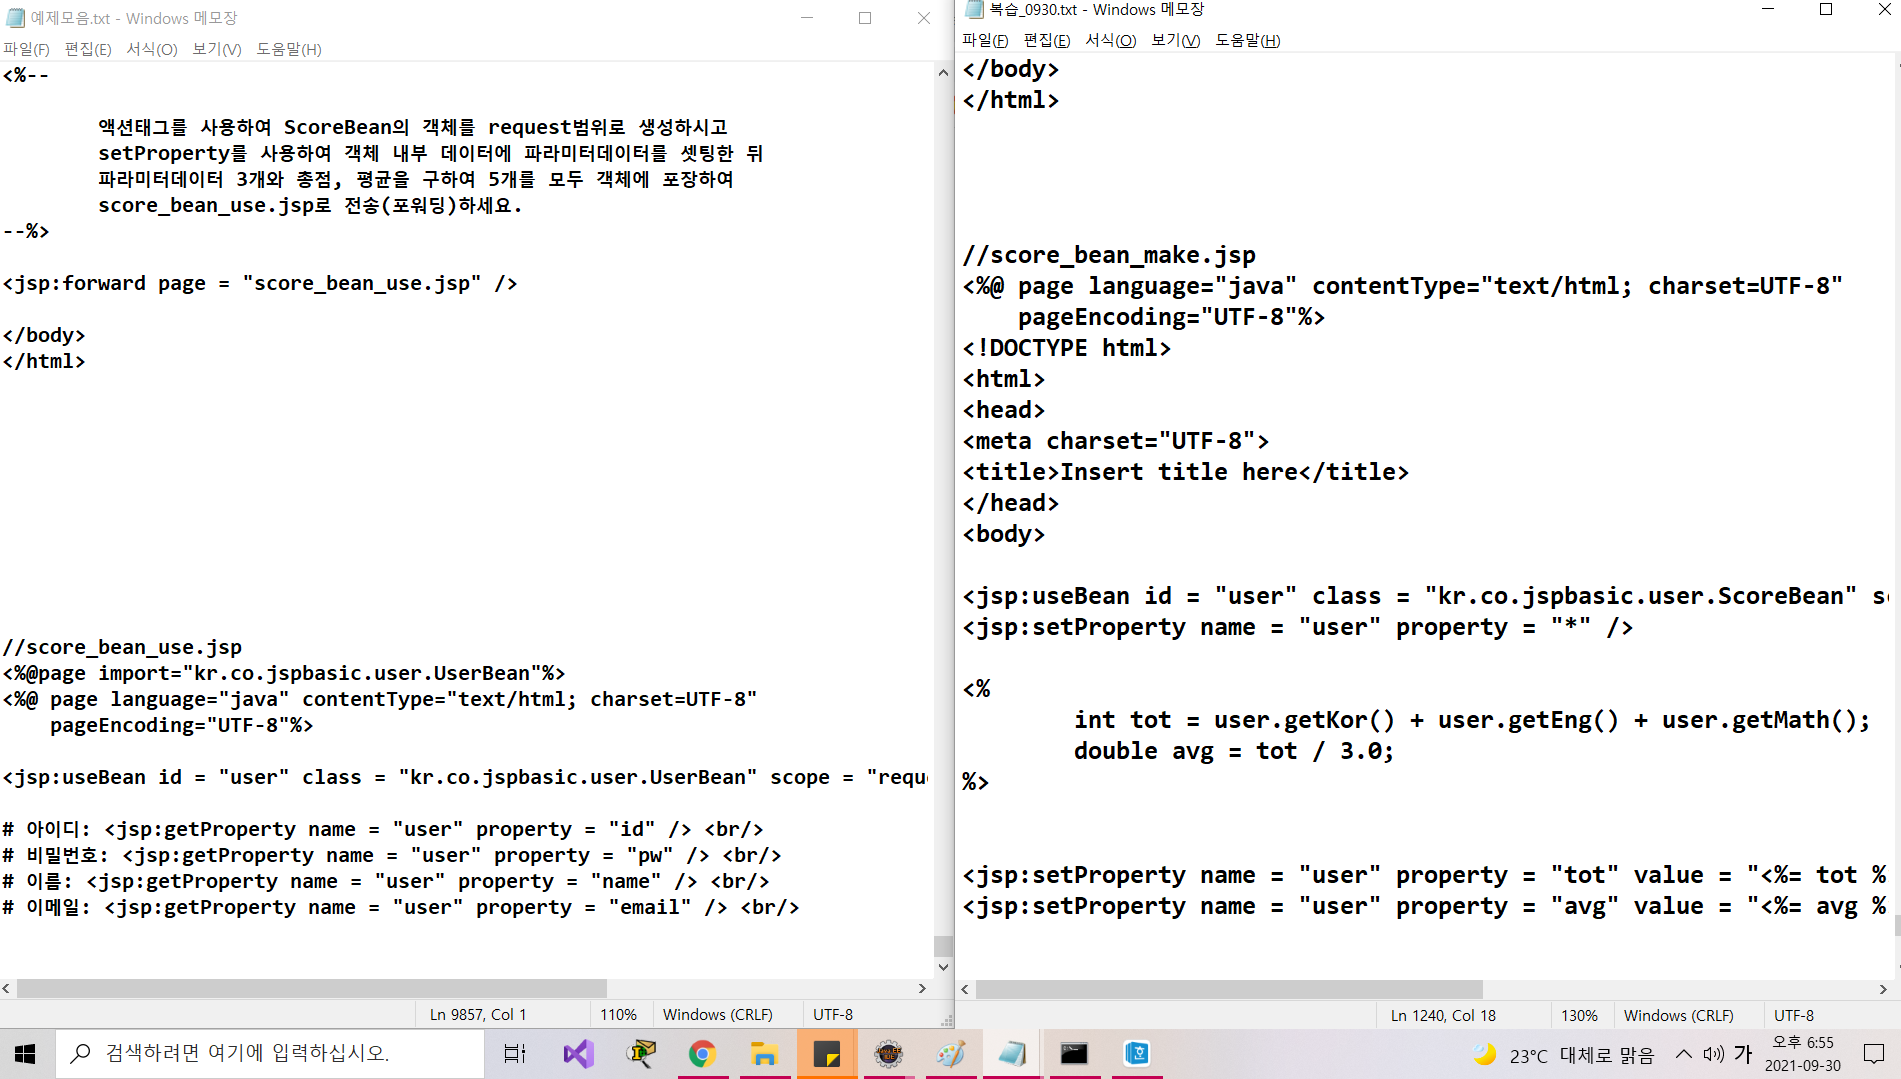 예제모음.txt - Windows 메모장
파일(F) 편집(E) 서식(O) 보기(V) 도움말(H)
<%--
액션태그를 사용하여 ScoreBean의 객체를 request범위로 생성하시고
setProperty를 사용하여 객체 내부 데이터에 파라미터데이터를 셋팅한 뒤
파라미터데이터 3개와 총점, 평균을 구하여 5개를 모두 객체에 포장하여
score_bean_use.jsp로 전송(포워딩)하세요.
--%>
<jsp:forward page = "score_bean_use.jsp" />
</body>
</html>
//score_bean_use.jsp
<%@page import="kr.co.jspbasic.user.UserBean"%>
<%@ page language="java" contentType="text/html; charset=UTF-8"
pageEncoding="UTF-8"%>
<jsp:useBean id = "user" class = "kr.co.jspbasic.user.UserBean" scope = "requ
# 아이디: <jsp:getProperty name = "user" property = "id" /> <br/>
# 비밀번호: <jsp:getProperty name = "user" property = "pw" /> <br/>
# 이름: <jsp:getProperty name = "user" property = "name" /> <br/>
# 이메일: <jsp:getProperty name = "user" property = "email" /> <br/>
Ln 9857, Col 1 110% Windows (CRLF) UTF-8
복습_0930.txt - Windows 메모장
파일(F) 편집(E) 서식(O) 보기(V) 도움말(H)
</body>
</html>
//score_bean_make.jsp
<%@ page language="java" contentType="text/html; charset=UTF-8"
pageEncoding="UTF-8"%>
<!DOCTYPE html>
<html>
<head>
<meta charset="UTF-8">
<title>Insert title here</title>
</head>
<body>
<jsp:useBean id = "user" class = "kr.co.jspbasic.user.ScoreBean" s
<jsp:setProperty name = "user" property = "*" />
<%
int tot = user.getKor() + user.getEng() + user.getMath();
double avg = tot / 3.0;
%>
<jsp:setProperty name = "user" property = "tot" value = "<%= tot %
<jsp:setProperty name = "user" property = "avg" value = "<%= avg %
Ln 1240, Col 18 130% Windows (CRLF) UTF-8
검색하려면 여기에 입력하십시오.
23°C 대체로 맑음 가 오후 6:55
2021-09-30